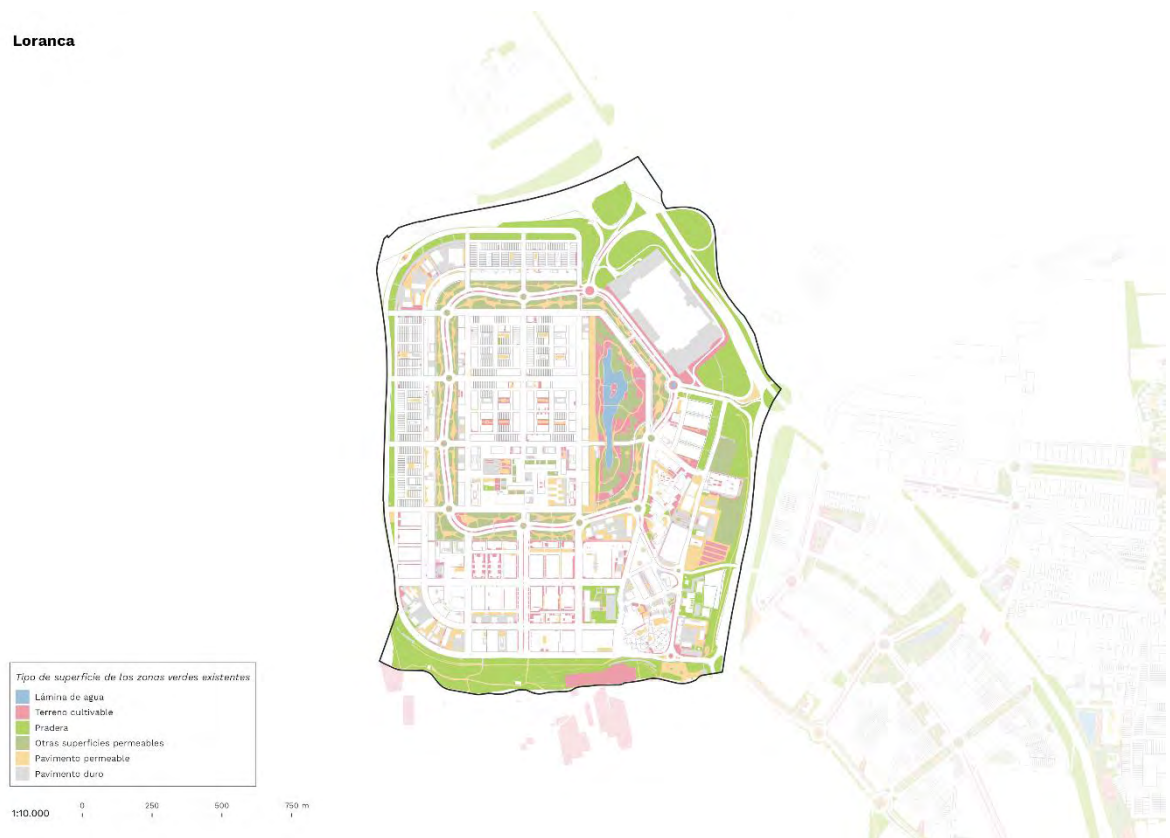 Loranca
Tipo de superficie de las zonas verdes existentes
Lámina de agua
Terreno cultivable
Pradera
Otras superficies permeables
Pavimento permeable
Pavimento duro
1:10.000 0 250 500 750 m